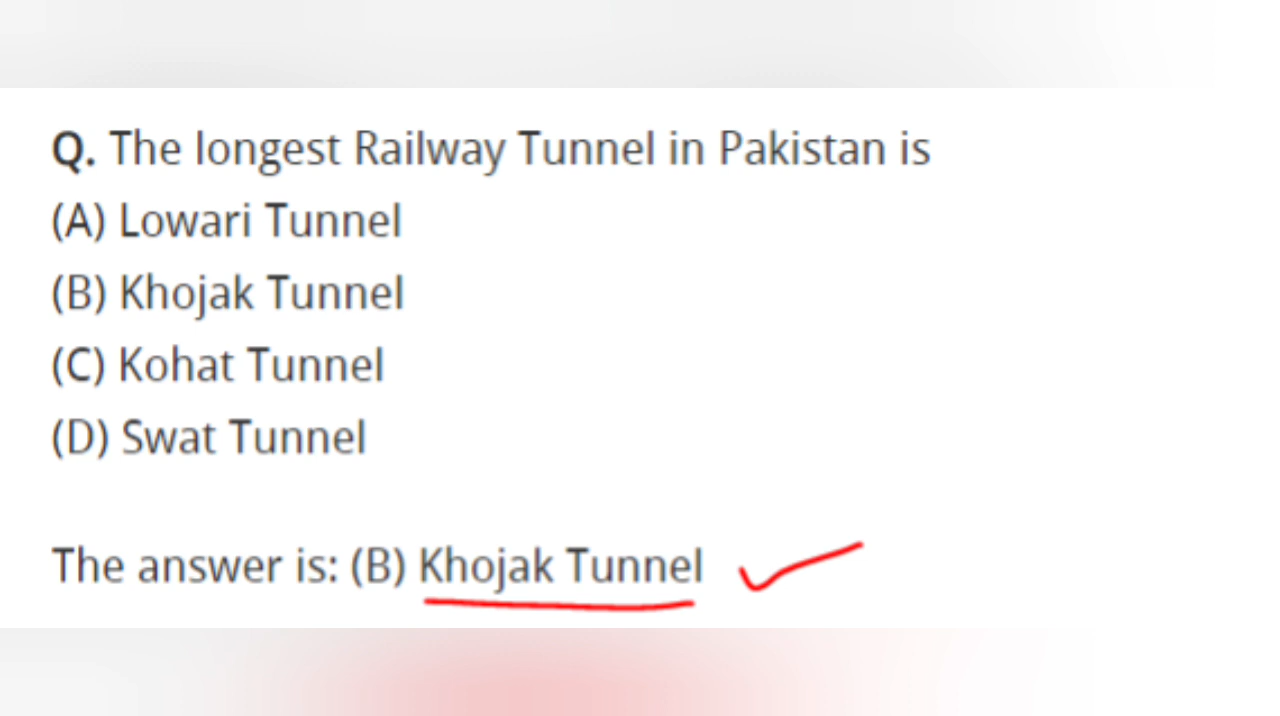 Q. The longest Railway Tunnel in Pakistan is
(A) Lowari Tunnel
(B) Khojak Tunnel
(C) Kohat Tunnel
(D) Swat Tunnel
The answer is: (B) Khojak Tunnel